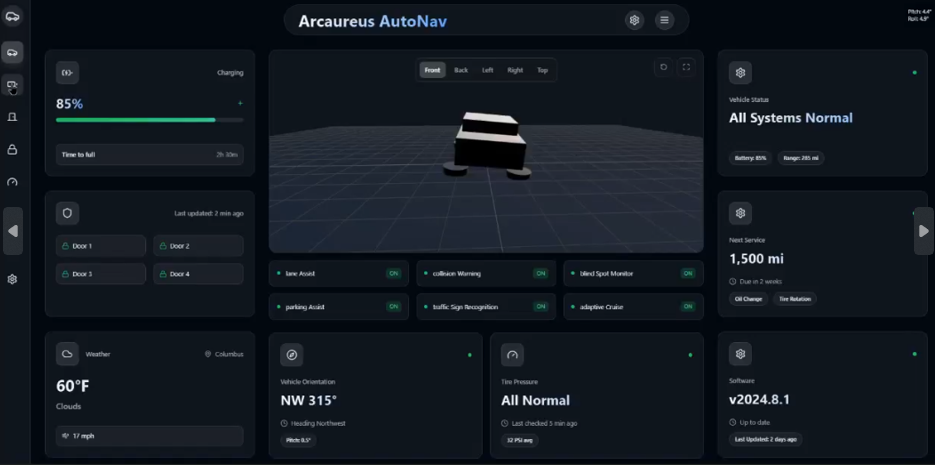 Arcaureus AutoNav
Pitch: 4.4°
Roll: 4.9°
Charging
85%
+
Time to full
2h 30m
Last updated: 2 min ago
Door 1
Door 2
Door 3
Door 4
Weather
Columbus
60°F
Clouds
17 mph
Front
Back
Left
Right
Top
lane Assist
ON
collision Warning
ON
blind Spot Monitor
ON
parking Assist
ON
traffic Sign Recognition
ON
adaptive Cruise
ON
Vehicle Orientation
NW 315°
Heading Northwest
Pitch: 0.5°
Tire Pressure
All Normal
Last checked 5 min ago
32 PSI avg
Vehicle Status
All Systems Normal
Battery: 85%
Range: 285 mi
Next Service
1,500 mi
Due in 2 weeks
Oil Change
Tire Rotation
Software
v2024.8.1
Up to date
Last Updated: 2 days ago